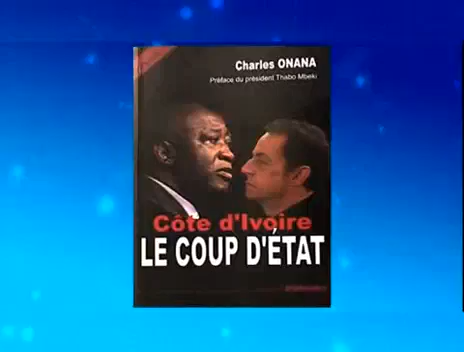 Charles ONANA
Préface du président Thabo Mbeki
Côte d'Ivoire
LE COUP D'ÉTAT